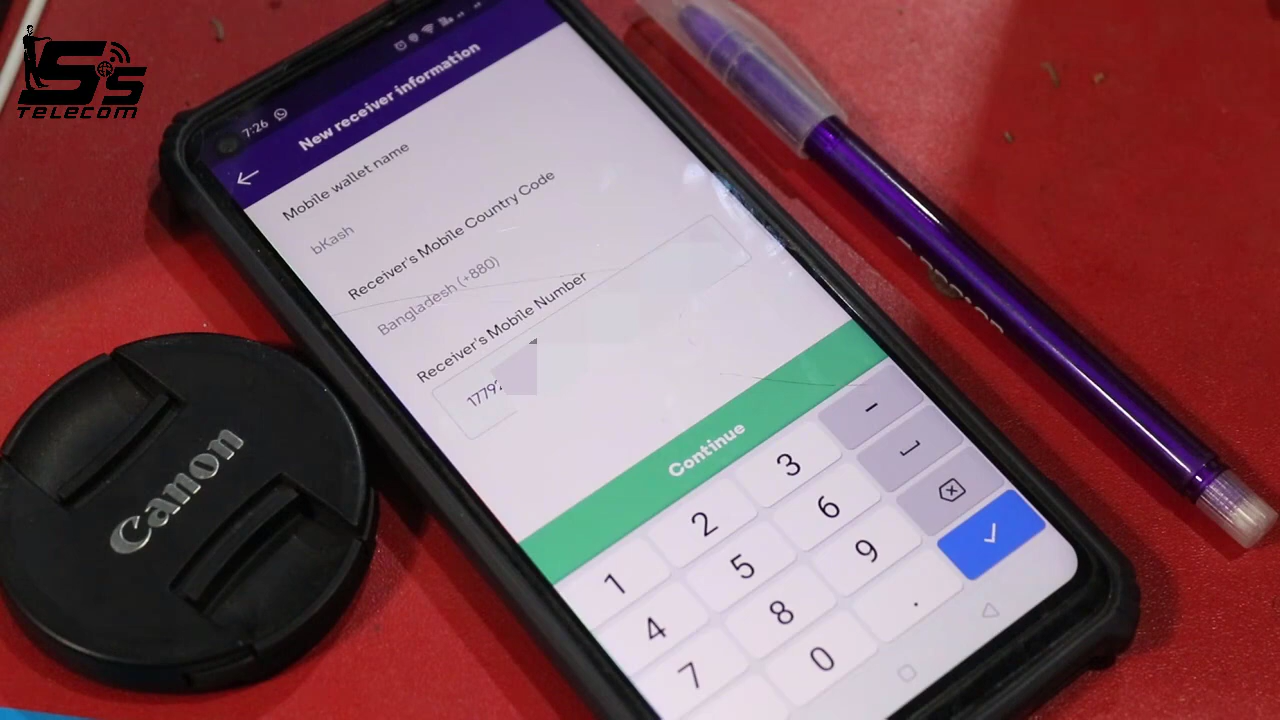 SS
TELECOM
7:26
New receiver information
Mobile wallet name
bKash
Receiver's Mobile Country Code
Bangladesh (+880)
Receiver's Mobile Number
1779
Continue
1 2 3 -
4 5 6
7 8 9
0 .
Canon